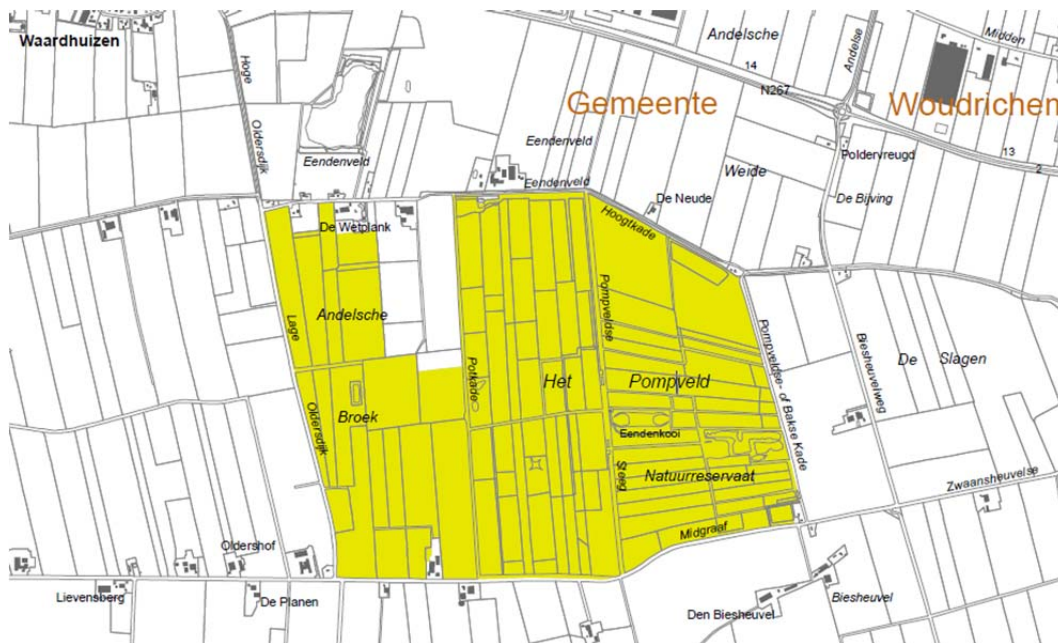 Waardhuizen
Hoge
Oldersdijk
Eendenveld
Andelsche
14
N267
Andelse
Midden
Gemeente
Woudrichem
Eendenveld
Eendenveld
Weide
Poldervreugd
13
2
De Neude
De Bijving
De Wetplank
Hoogtkade
Andelsche
Lage
Pompveldse
Potkade
Het
Pompveld
Pompveldse- of Bakse Kade
Biesheuvelweg
De Slagen
Broek
Oldersdijk
Eendenkooi
Steeg
Natuurreservaat
Zwaansheuvelse
Midgraaf
Oldershof
Lievensberg
De Planen
Den Biesheuvel
Biesheuvel